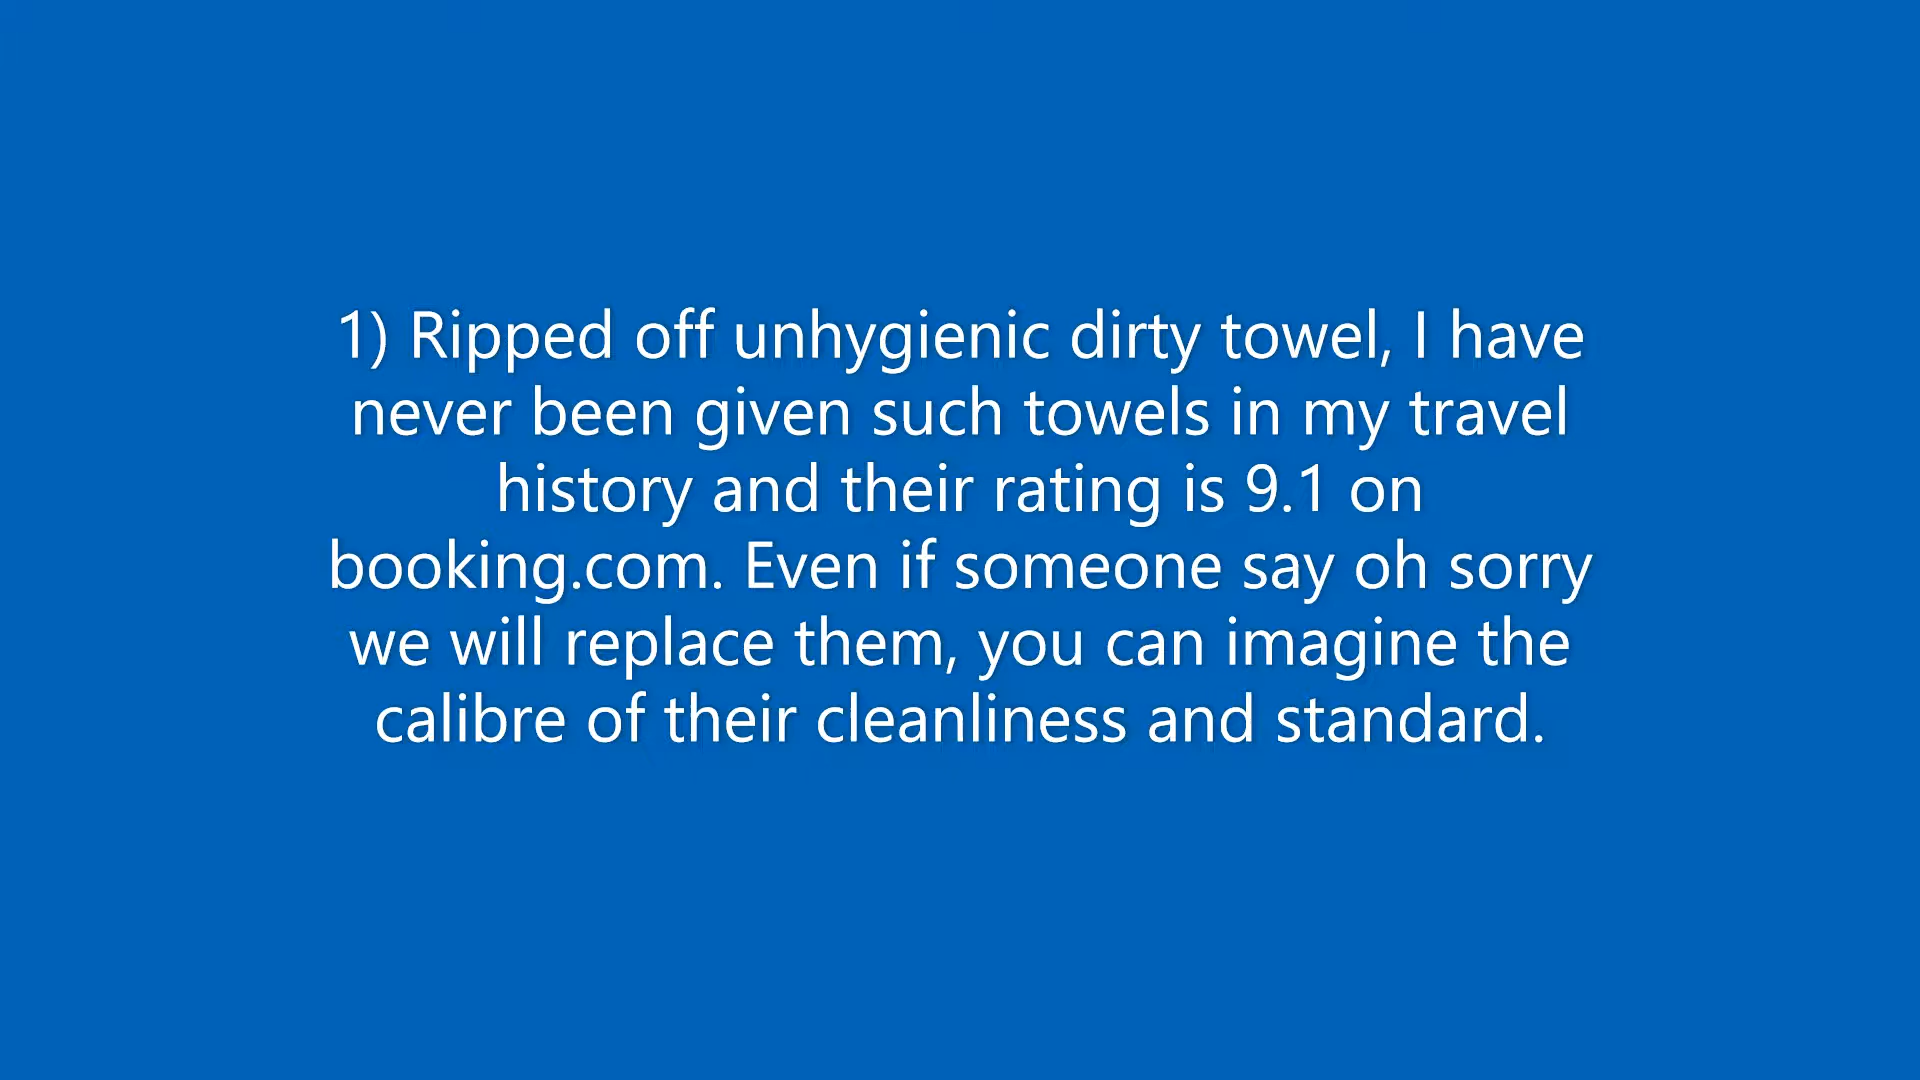 1) Ripped off unhygienic dirty towel, I have
never been given such towels in my travel
history and their rating is 9.1 on
booking.com. Even if someone say oh sorry
we will replace them, you can imagine the
calibre of their cleanliness and standard.